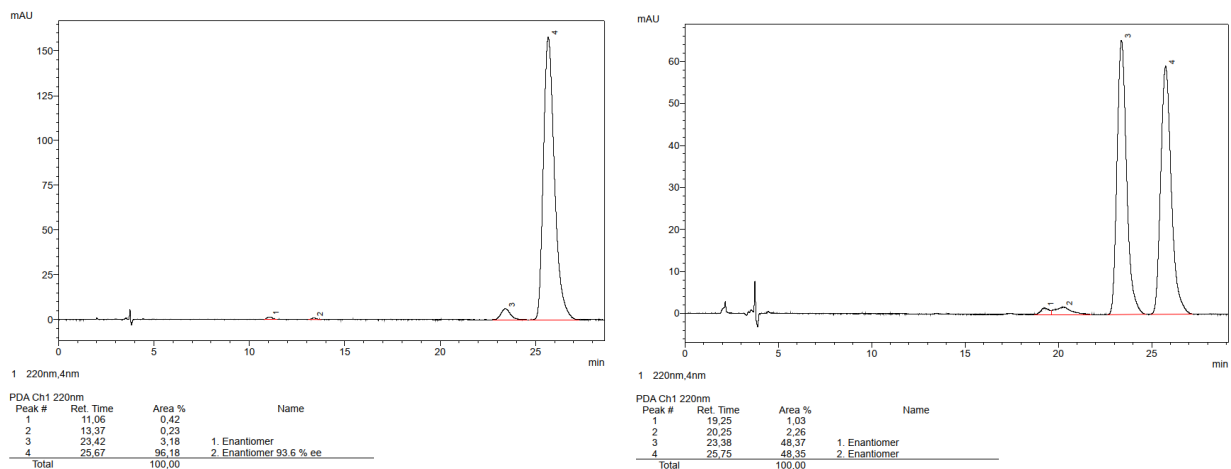 mAU
150
125
100
75
50
25
0
1
2
3
4
0 5 10 15 20 25
min
1 220nm,4nm
PDA Ch1 220nm
Peak # Ret. Time Area % Name
1 11,06 0,42
2 13,37 0,23
3 23,42 3,18 1. Enantiomer
4 25,67 96,18 2. Enantiomer 93.6 % ee
Total 100,00
mAU
60
50
40
30
20
10
0
1
2
3
4
0 5 10 15 20 25
min
1 220nm,4nm
PDA Ch1 220nm
Peak # Ret. Time Area % Name
1 19,25 1,03
2 20,25 2,26
3 23,38 48,37 1. Enantiomer
4 25,75 48,35 2. Enantiomer
Total 100,00